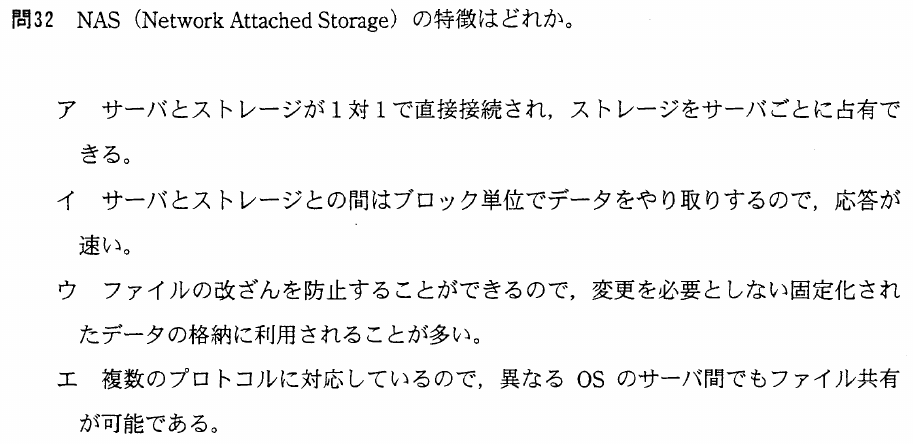 問32 NAS（Network Attached Storage）の特徴はどれか。
ア サーバとストレージが1対1で直接接続され，ストレージをサーバごとに占有で
きる。
イ サーバとストレージとの間はブロック単位でデータをやり取りするので，応答が
速い。
ウ ファイルの改ざんを防止することができるので，変更を必要としない固定化され
たデータの格納に利用されることが多い。
エ 複数のプロトコルに対応しているので，異なる OS のサーバ間でもファイル共有
が可能である。